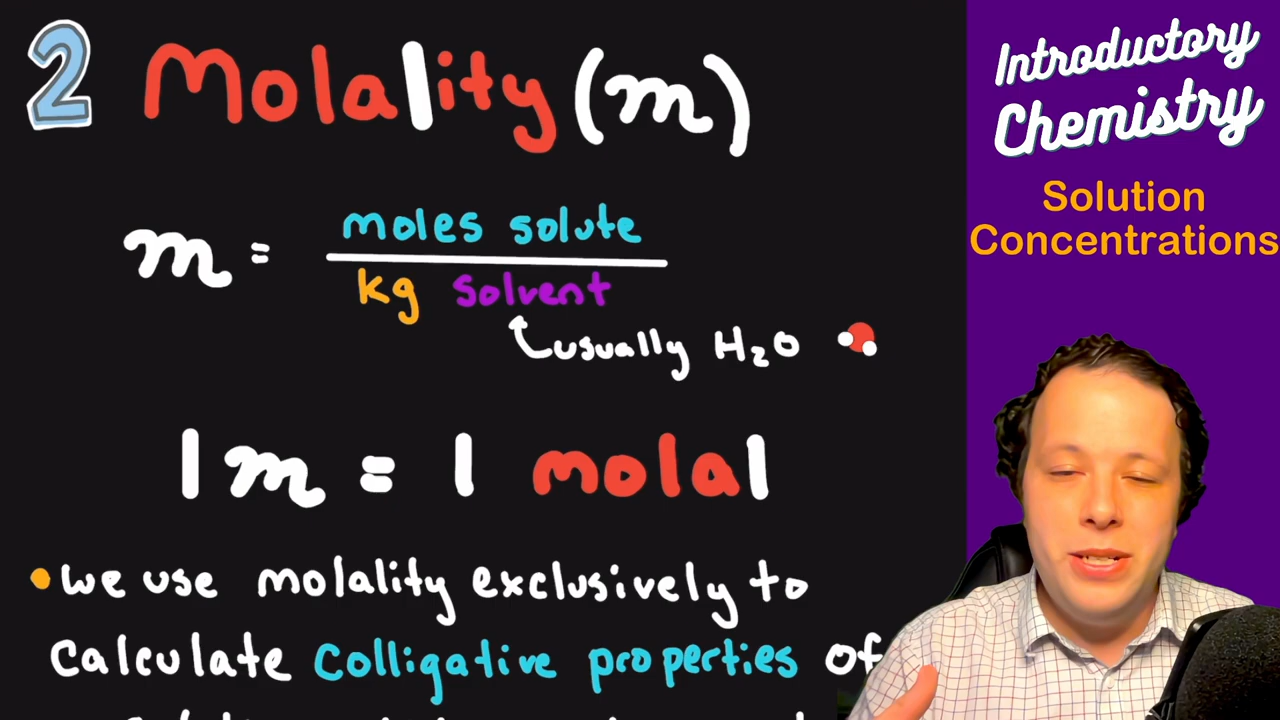 2 Molality (m)
m = moles solute
kg solvent
usually H₂O
1 m = 1 molal
• we use molality exclusively to
calculate colligative properties of
Introductory
Chemistry
Solution
Concentrations